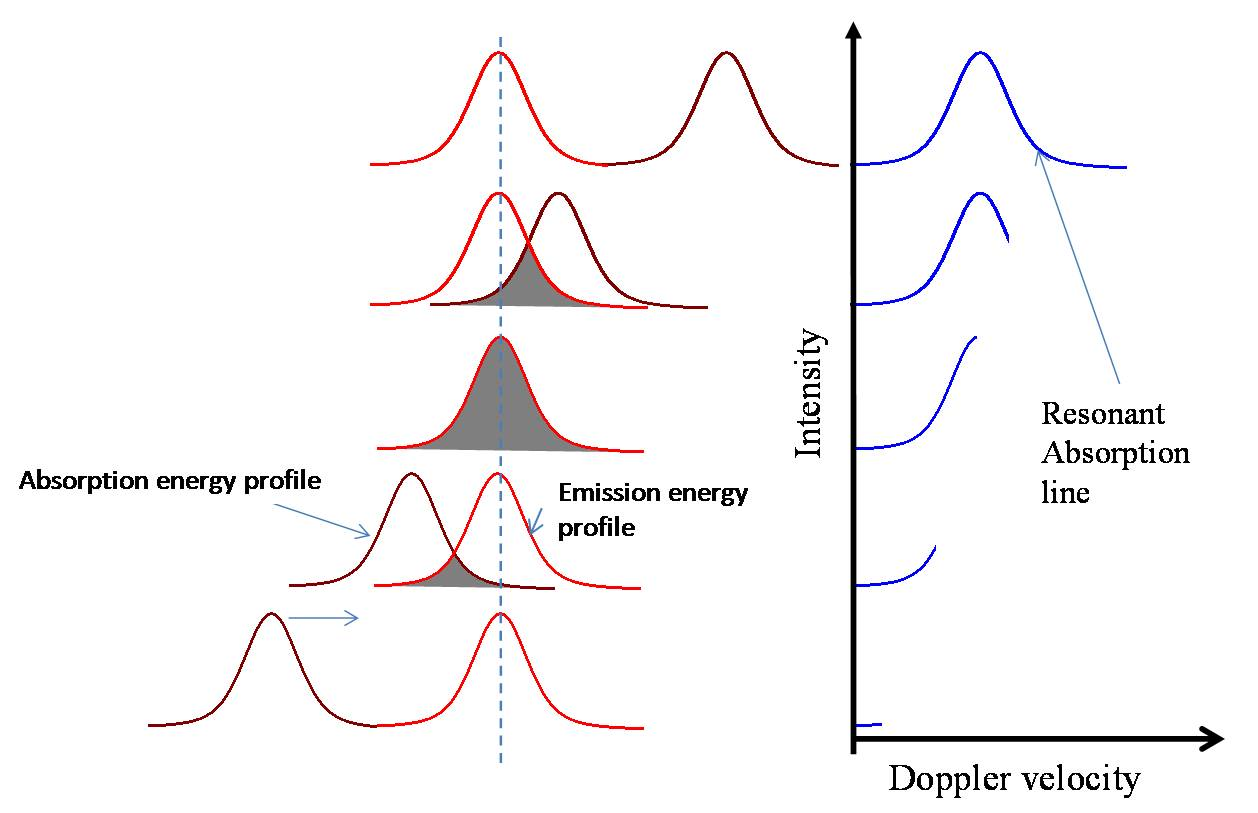 Absorption energy profile
Emission energy
profile
Intensity
Resonant
Absorption
line
Doppler velocity